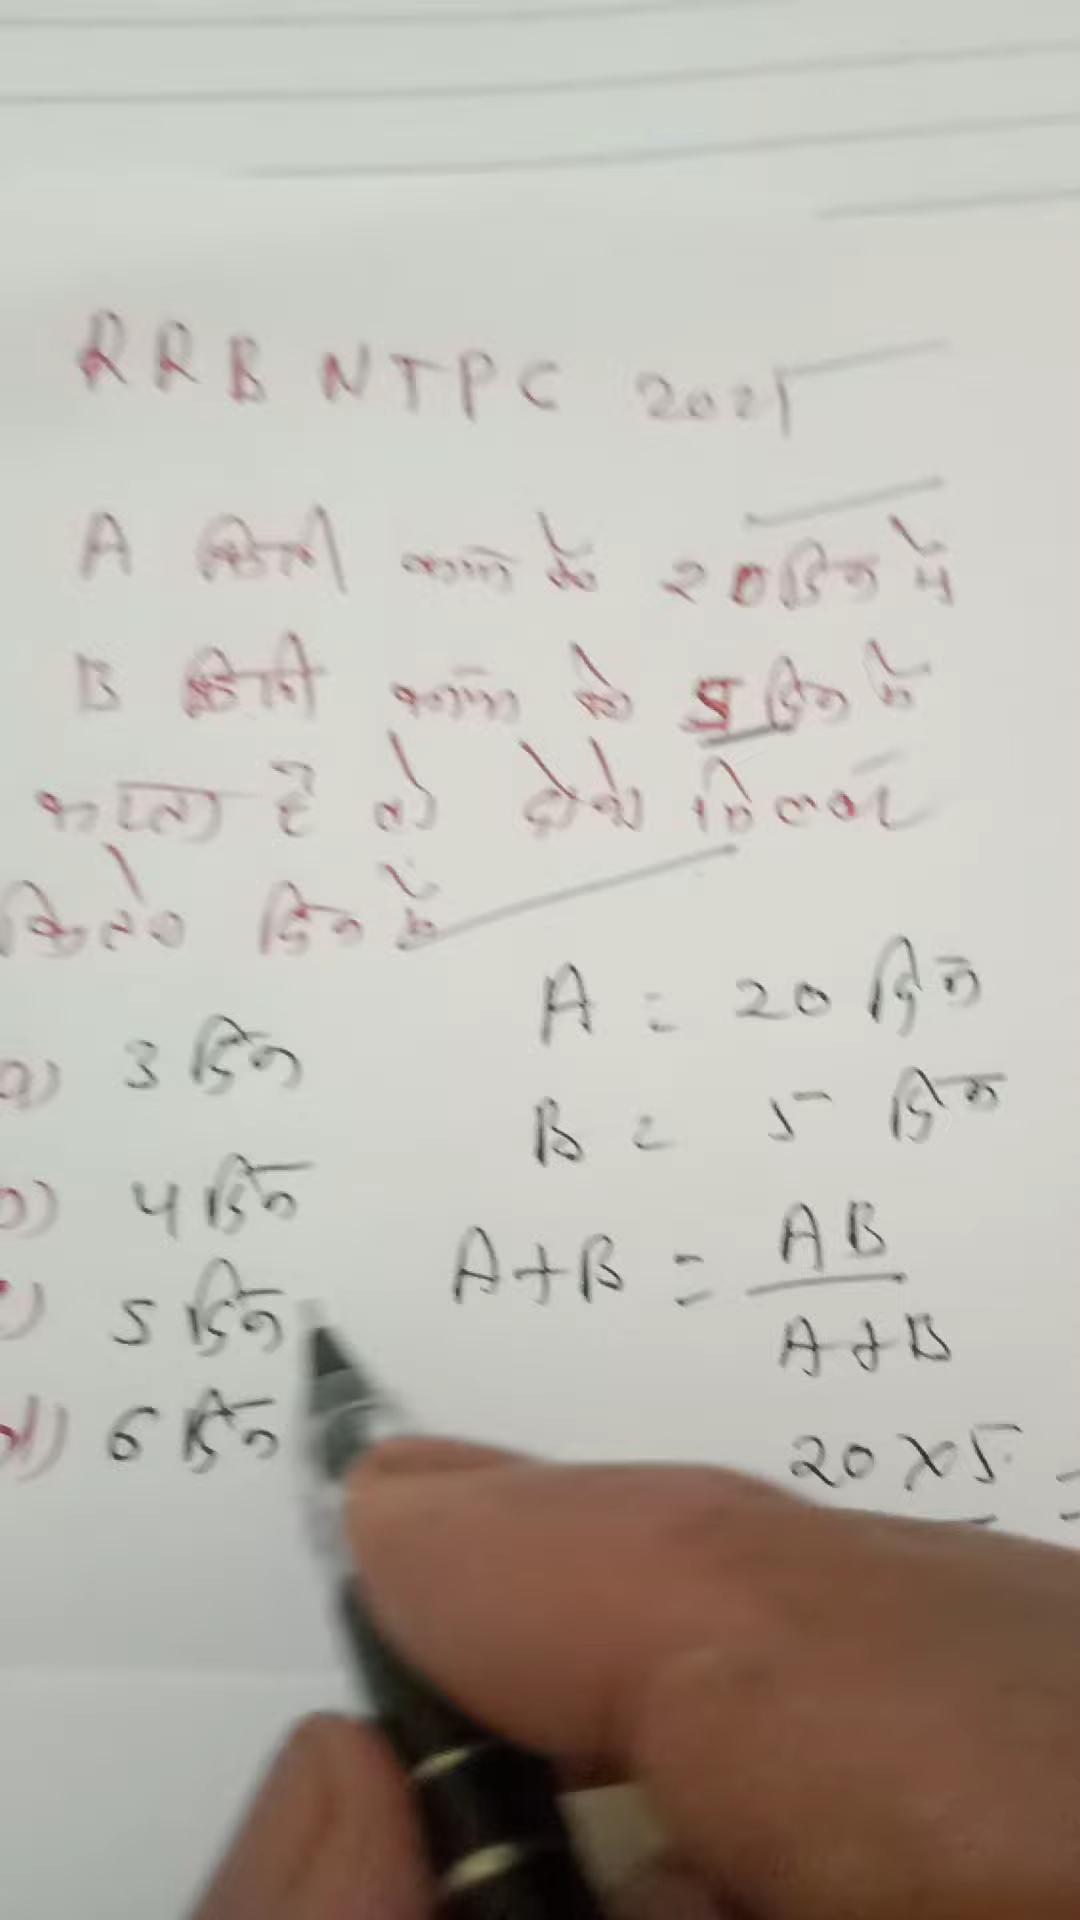 RRB NTPC 2021
A किसी काम के 20 दिन में
B किसी काम को 5 दिन में
करता है तो दोनो मिलकर
कितने दिन में
a) 3 दिन
b) 4 दिन
c) 5 दिन
d) 6 दिन
A = 20 दिन
B = 5 दिन
A+B = AB
A+B
20 X 5 =